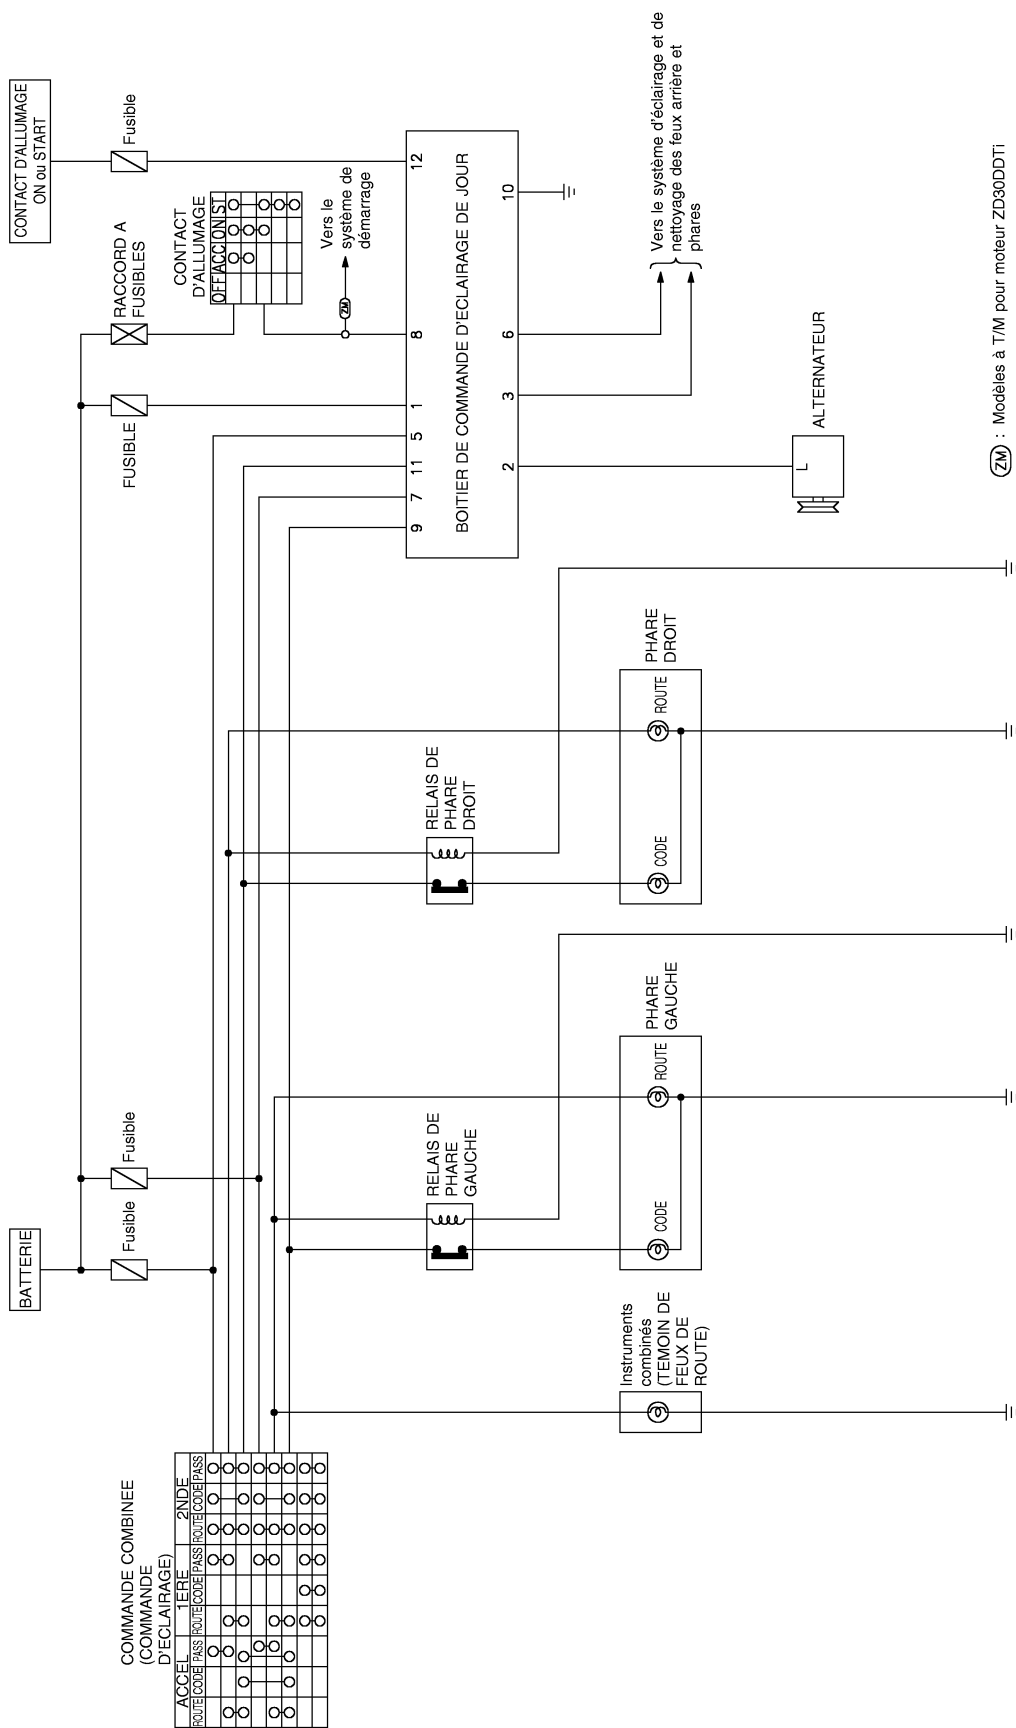 CONTACT D'ALLUMAGE
ON ou START
Fusible
RACCORD A
FUSIBLES
CONTACT
D'ALLUMAGE
OFF ACC ON ST
Vers le
système de
démarrage
ZM
FUSIBLE
BATTERIE
Fusible
Fusible
9 7 11 5 1 8 12
BOITIER DE COMMANDE D'ECLAIRAGE DE JOUR
2 3 6 10
Vers le système d'éclairage et de
nettoyage des feux arrière et
phares
ALTERNATEUR
L
COMMANDE COMBINEE
(COMMANDE
D'ECLAIRAGE)
ACCEL 1ERE 2NDE
ROUTE CODE PASS ROUTE CODE PASS ROUTE CODE PASS
RELAIS DE
PHARE
GAUCHE
RELAIS DE
PHARE
DROIT
Instruments
combinés
(TEMOIN DE
FEUX DE
ROUTE)
CODE ROUTE
PHARE
GAUCHE
CODE ROUTE
PHARE
DROIT
ZM : Modèles à T/M pour moteur ZD30DDTi